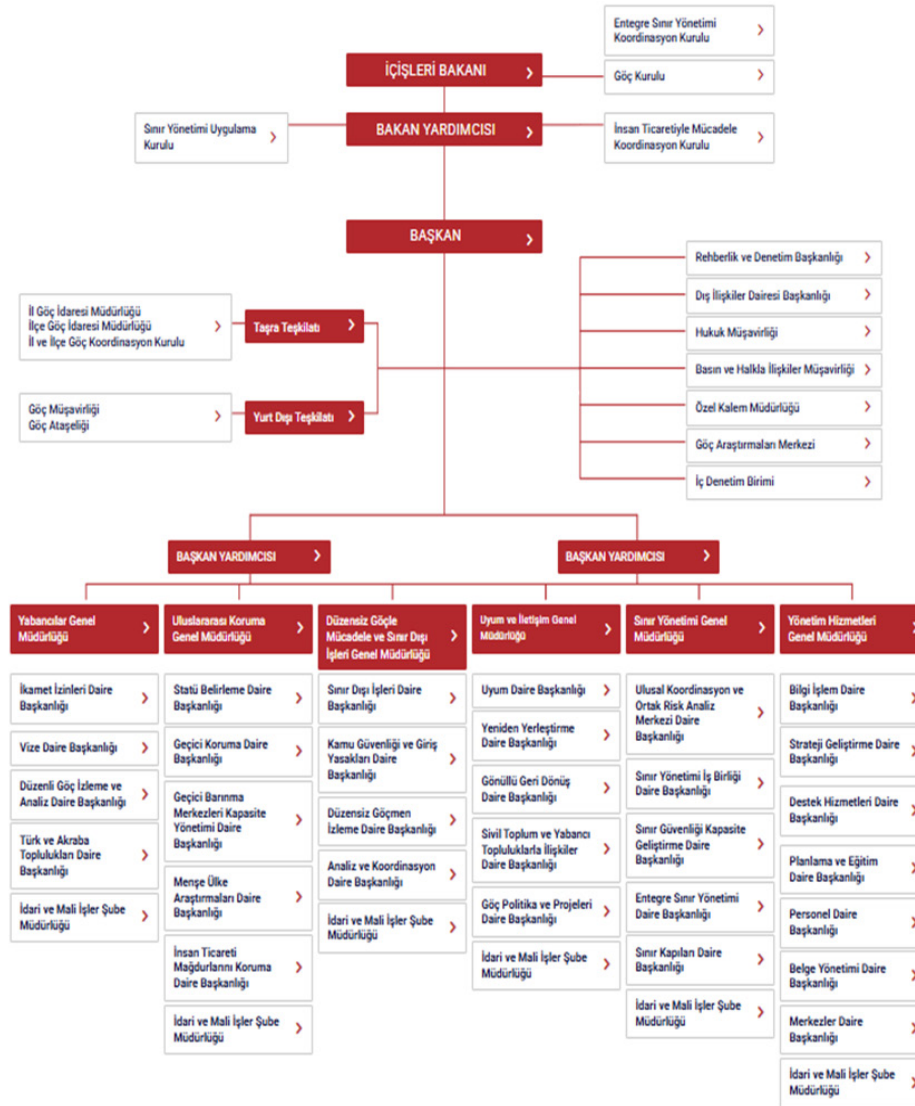 Entegre Sınır Yönetimi
Koordinasyon Kurulu
İÇİŞLERİ BAKANI
Göç Kurulu
Sınır Yönetimi Uygulama
Kurulu
BAKAN YARDIMCISI
İnsan Ticaretiyle Mücadele
Koordinasyon Kurulu
BAŞKAN
Rehberlik ve Denetim Başkanlığı
Dış İlişkiler Dairesi Başkanlığı
Hukuk Müşavirliği
Basın ve Halkla İlişkiler Müşavirliği
Özel Kalem Müdürlüğü
Göç Araştırmaları Merkezi
İç Denetim Birimi
İl Göç İdaresi Müdürlüğü
İlçe Göç İdaresi Müdürlüğü
İl ve İlçe Göç Koordinasyon Kurulu
Taşra Teşkilatı
Göç Müşavirliği
Göç Ataşeliği
Yurt Dışı Teşkilatı
BAŞKAN YARDIMCISI
BAŞKAN YARDIMCISI
Yabancılar Genel
Müdürlüğü
İkamet İzinleri Daire
Başkanlığı
Vize Daire Başkanlığı
Düzenli Göç İzleme ve
Analiz Daire Başkanlığı
Türk ve Akraba
Toplulukları Daire
Başkanlığı
İdari ve Mali İşler Şube
Müdürlüğü
Uluslararası Koruma
Genel Müdürlüğü
Statü Belirleme Daire
Başkanlığı
Geçici Koruma Daire
Başkanlığı
Geçici Barınma
Merkezleri Kapasite
Yönetimi Daire
Başkanlığı
Menşe Ülke
Araştırmaları Daire
Başkanlığı
İnsan Ticareti
Mağdurlarını Koruma
Daire Başkanlığı
İdari ve Mali İşler Şube
Müdürlüğü
Düzensiz Göçle
Mücadele ve Sınır Dışı
İşleri Genel Müdürlüğü
Sınır Dışı İşleri Daire
Başkanlığı
Kamu Güvenliği ve Giriş
Yasakları Daire
Başkanlığı
Düzensiz Göçmen
İzleme Daire Başkanlığı
Analiz ve Koordinasyon
Daire Başkanlığı
İdari ve Mali İşler Şube
Müdürlüğü
Uyum ve İletişim Genel
Müdürlüğü
Uyum Daire Başkanlığı
Yeniden Yerleştirme
Daire Başkanlığı
Gönüllü Geri Dönüş
Daire Başkanlığı
Sivil Toplum ve Yabancı
Topluluklarla İlişkiler
Daire Başkanlığı
Göç Politika ve Projeleri
Daire Başkanlığı
İdari ve Mali İşler Şube
Müdürlüğü
Sınır Yönetimi Genel
Müdürlüğü
Ulusal Koordinasyon ve
Ortak Risk Analiz
Merkezi Daire
Başkanlığı
Sınır Yönetimi İş Birliği
Daire Başkanlığı
Sınır Güvenliği Kapasite
Geliştirme Daire
Başkanlığı
Entegre Sınır Yönetimi
Daire Başkanlığı
Sınır Kapıları Daire
Başkanlığı
İdari ve Mali İşler Şube
Müdürlüğü
Yönetim Hizmetleri
Genel Müdürlüğü
Bilgi İşlem Daire
Başkanlığı
Strateji Geliştirme Daire
Başkanlığı
Destek Hizmetleri Daire
Başkanlığı
Planlama ve Eğitim
Daire Başkanlığı
Personel Daire
Başkanlığı
Belge Yönetimi Daire
Başkanlığı
Merkezler Daire
Başkanlığı
İdari ve Mali İşler Şube
Müdürlüğü